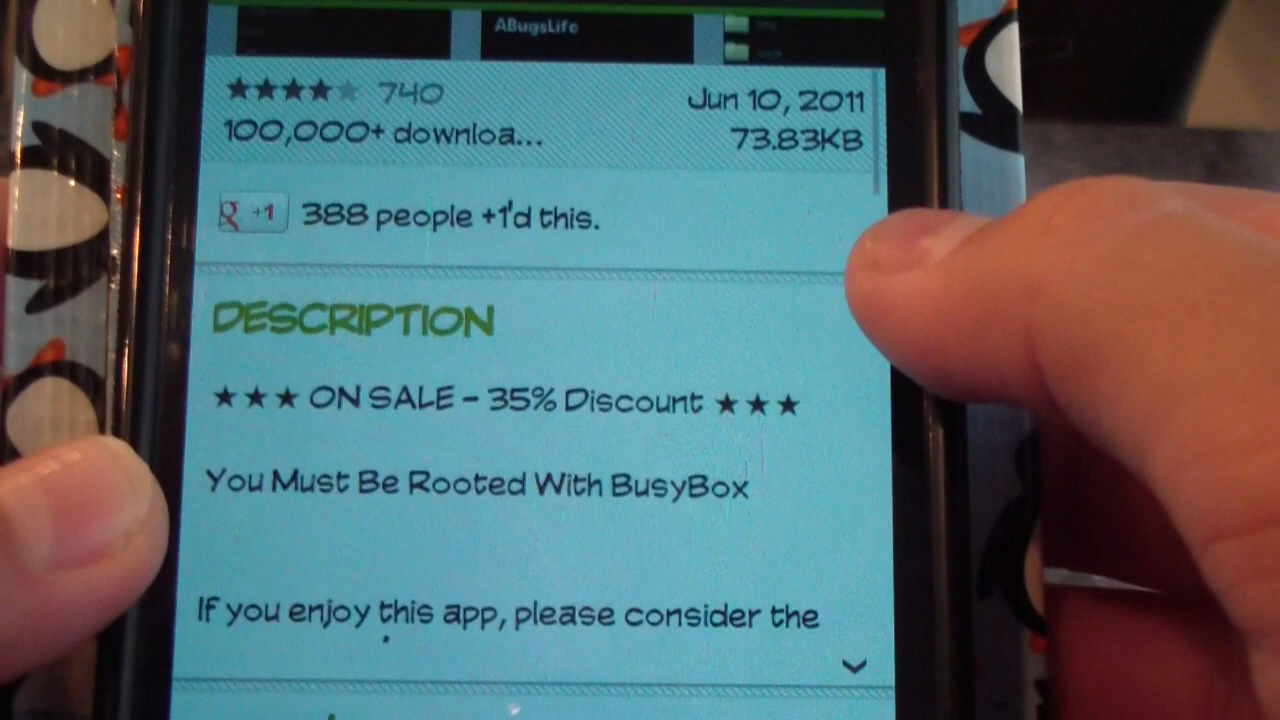 ABugsLife
★★★★★ 740
Jun 10, 2011
100,000+ downloa...
73.83KB
g +1 388 people +1'd this.
DESCRIPTION
★★★ ON SALE - 35% Discount ★★★
You Must Be Rooted With BusyBox
If you enjoy this app, please consider the